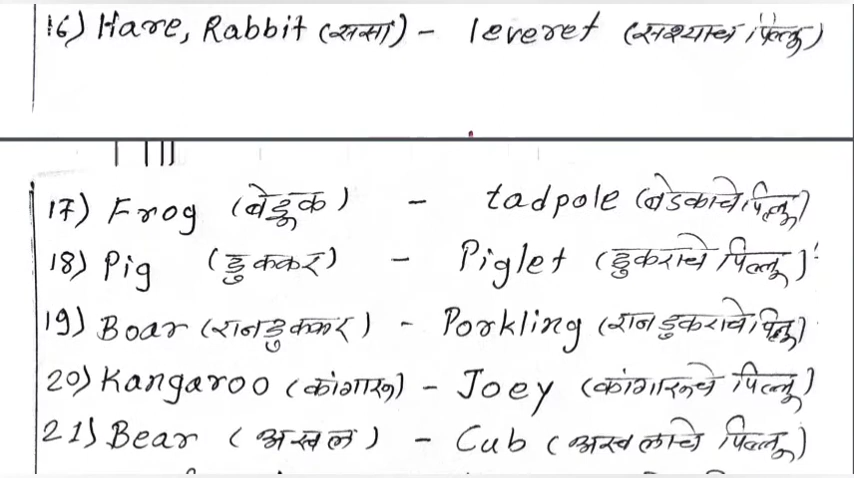 16) Hare, Rabbit (ससा) - leveret (सश्याचे पिल्लू)
17) Frog (बेडूक) - tadpole (बेडकाचे पिल्लू)
18) Pig (डुक्कर) - Piglet (डुकराचे पिल्लू)
19) Boar (रानडुक्कर) - Porkling (रानडुकराचे पिल्लू)
20) Kangaroo (कांगारू) - Joey (कांगारूचे पिल्लू)
21) Bear (अस्वल) - Cub (अस्वलाचे पिल्लू)